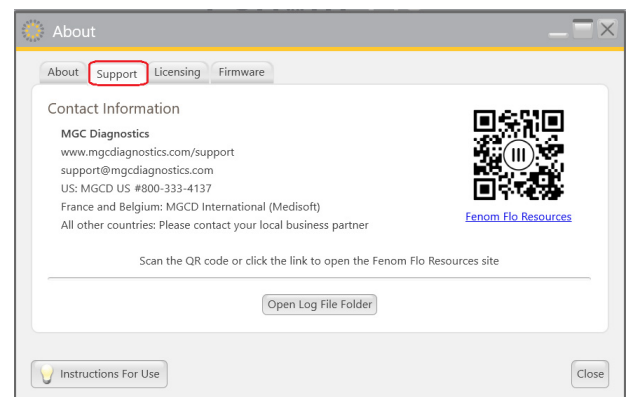 About
About Support Licensing Firmware
Contact Information
MGC Diagnostics
www.mgcdiagnostics.com/support
support@mgcdiagnostics.com
US: MGCD US #800-333-4137
France and Belgium: MGCD International (Medisoft)
All other countries: Please contact your local business partner
Fenom Flo Resources
Scan the QR code or click the link to open the Fenom Flo Resources site
Open Log File Folder
Instructions For Use
Close